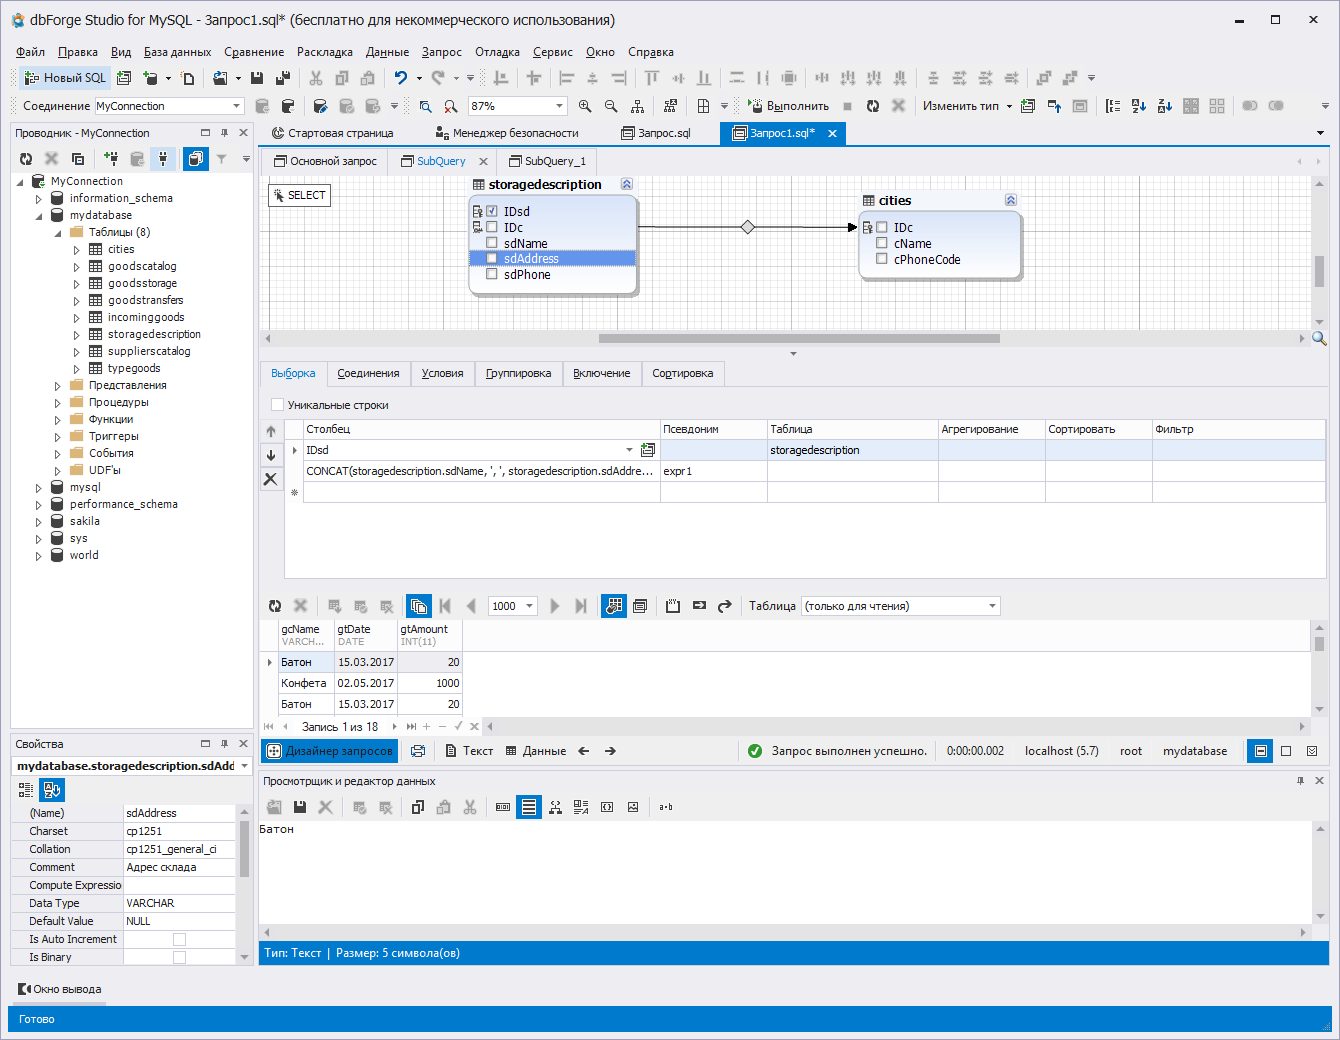 dbForge Studio for MySQL - Запрос1.sql* (бесплатно для некоммерческого использования)
Файл Правка Вид База данных Сравнение Раскладка Данные Запрос Отладка Сервис Окно Справка
Новый SQL
Соединение MyConnection 87% Выполнить Изменить тип
Проводник - MyConnection
Стартовая страница Менеджер безопасности Запрос.sql Запрос1.sql*
Основной запрос SubQuery SubQuery_1
MyConnection
information_schema
mydatabase
Таблицы (8)
cities
goodscatalog
goodsstorage
goodstransfers
incominggoods
storagedescription
supplierscatalog
typegoods
Представления
Процедуры
Функции
Триггеры
События
UDF'ы
mysql
performance_schema
sakila
sys
world
SELECT
storagedescription
IDsd
IDc
sdName
sdAddress
sdPhone
cities
IDc
cName
cPhoneCode
Выборка Соединения Условия Группировка Включение Сортировка
Уникальные строки
Столбец Псевдоним Таблица Агрегирование Сортировать Фильтр
IDsd storagedescription
CONCAT(storagedescription.sdName, ', ', storagedescription.sdAddre... expr1
1000 Таблица (только для чтения)
gcName gtDate gtAmount
VARCH... DATE INT(11)
Батон 15.03.2017 20
Конфета 02.05.2017 1000
Батон 15.03.2017 20
Запись 1 из 18
Дизайнер запросов Текст Данные Запрос выполнен успешно. 0:00:00.002 localhost (5.7) root mydatabase
Свойства
mydatabase.storagedescription.sdAdd
(Name) sdAddress
Charset cp1251
Collation cp1251_general_ci
Comment Адрес склада
Compute Expressio
Data Type VARCHAR
Default Value NULL
Is Auto Increment
Is Binary
Просмотрщик и редактор данных
a·b
Батон
Тип: Текст | Размер: 5 символа(ов)
Окно вывода
Готово